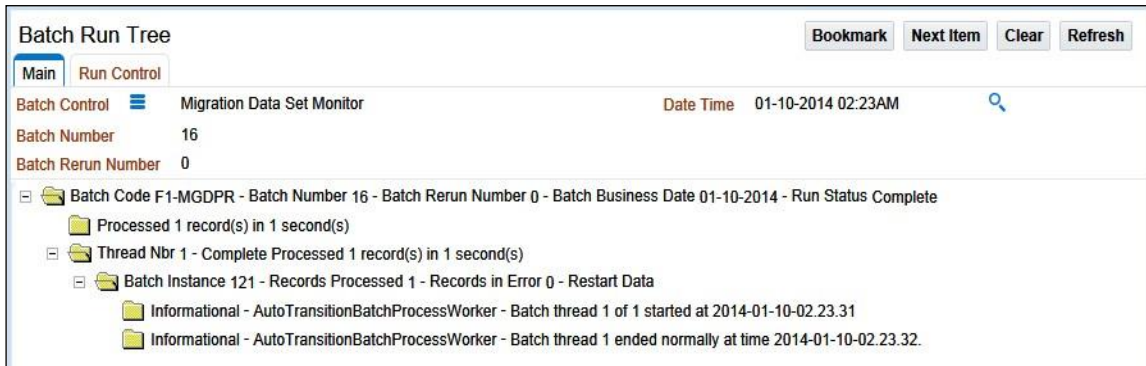 Batch Run Tree Bookmark Next Item Clear Refresh
Main Run Control
Batch Control Migration Data Set Monitor Date Time 01-10-2014 02:23AM
Batch Number 16
Batch Rerun Number 0
Batch Code F1-MGDPR - Batch Number 16 - Batch Rerun Number 0 - Batch Business Date 01-10-2014 - Run Status Complete
Processed 1 record(s) in 1 second(s)
Thread Nbr 1 - Complete Processed 1 record(s) in 1 second(s)
Batch Instance 121 - Records Processed 1 - Records in Error 0 - Restart Data
Informational - AutoTransitionBatchProcessWorker - Batch thread 1 of 1 started at 2014-01-10-02.23.31
Informational - AutoTransitionBatchProcessWorker - Batch thread 1 ended normally at time 2014-01-10-02.23.32.